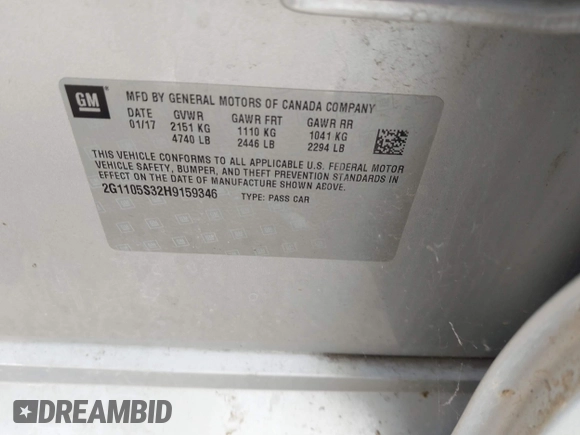 GM
MFD BY GENERAL MOTORS OF CANADA COMPANY
DATE GVWR GAWR FRT GAWR RR
01/17 2151 KG 1110 KG 1041 KG
4740 LB 2446 LB 2294 LB
THIS VEHICLE CONFORMS TO ALL APPLICABLE U.S. FEDERAL MOTOR
VEHICLE SAFETY, BUMPER, AND THEFT PREVENTION STANDARDS IN
EFFECT ON THE DATE OF MANUFACTURE SHOWN ABOVE.
2G1105S32H9159346 TYPE: PASS CAR
DREAMBID